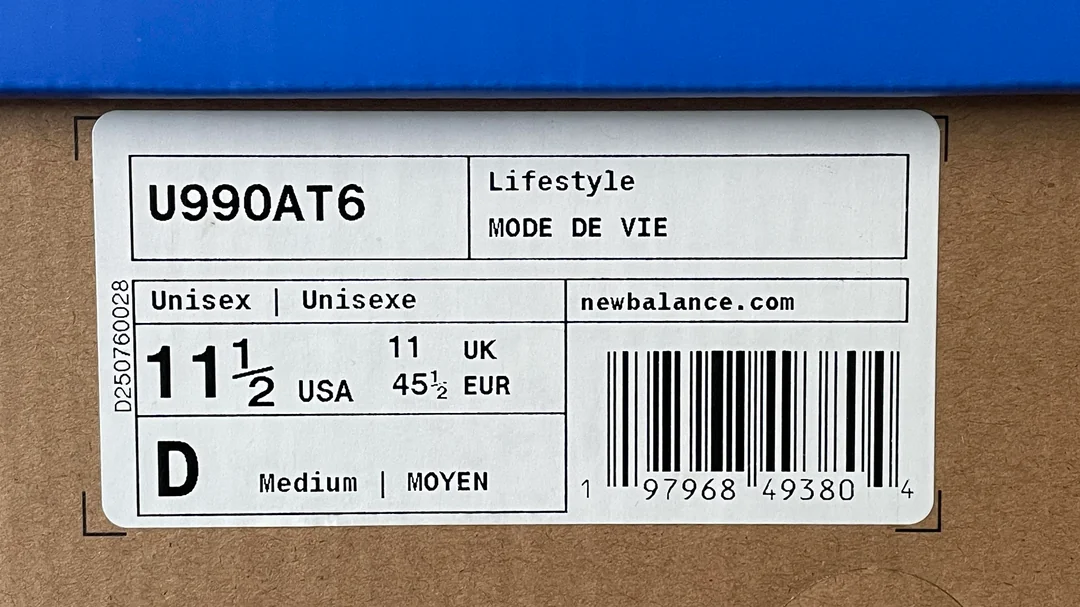 U990AT6
Lifestyle
MODE DE VIE
D250760028
Unisex | Unisexe
newbalance.com
11½ USA
11 UK
45½ EUR
D Medium | MOYEN
1 97968 49380 4